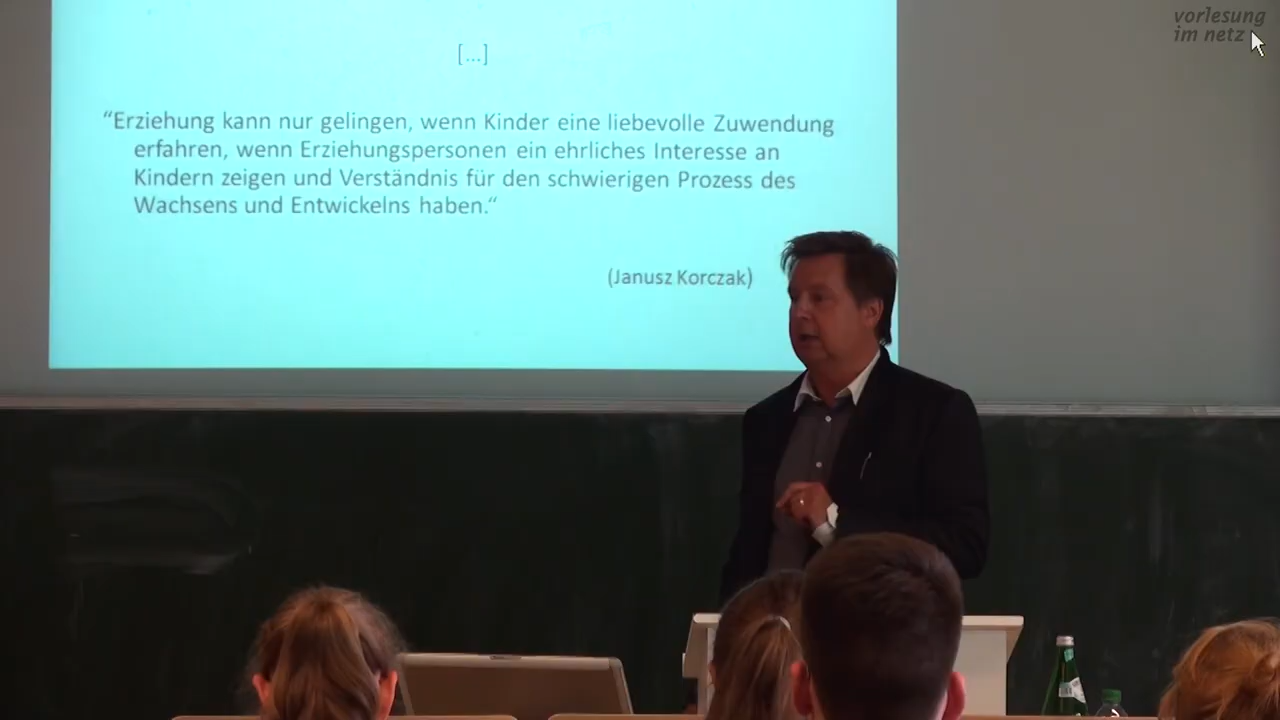 vorlesung
im netz
[...]
“Erziehung kann nur gelingen, wenn Kinder eine liebevolle Zuwendung
erfahren, wenn Erziehungspersonen ein ehrliches Interesse an
Kindern zeigen und Verständnis für den schwierigen Prozess des
Wachsens und Entwickelns haben.“
(Janusz Korczak)